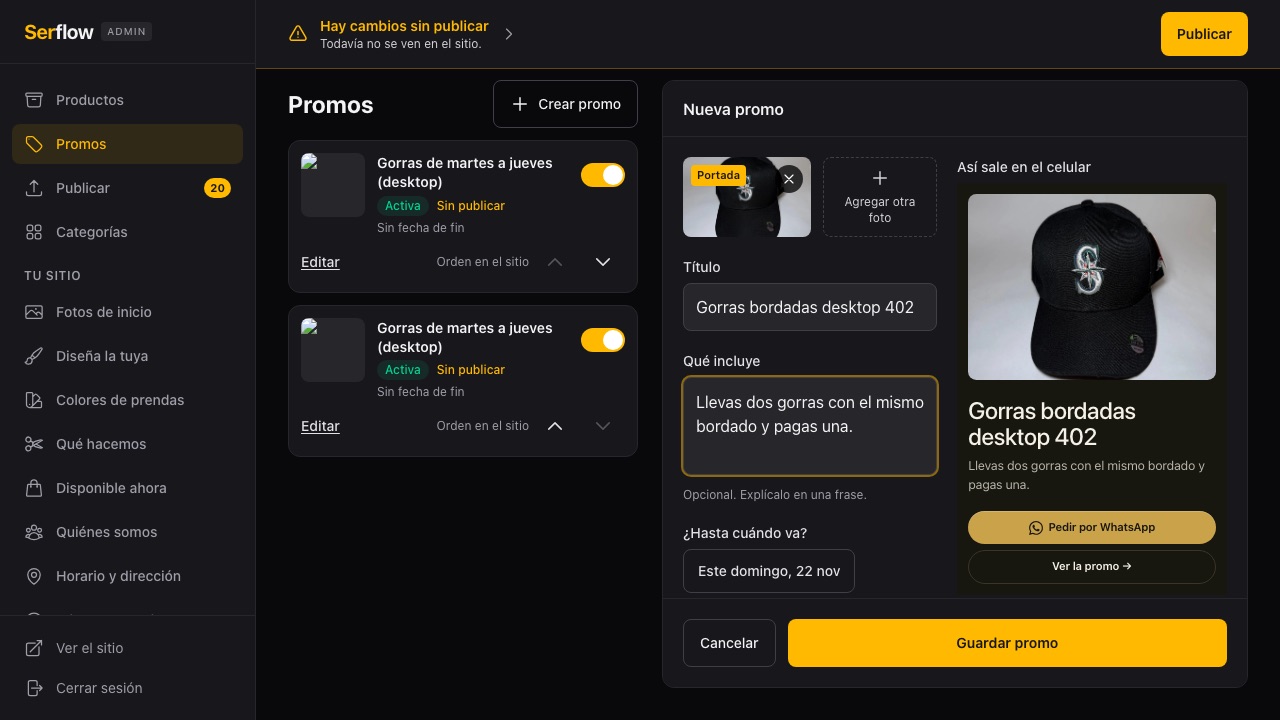 Serflow ADMIN
Hay cambios sin publicar
Todavía no se ven en el sitio.
Publicar
Productos
Promos
Publicar 20
Categorías
TU SITIO
Fotos de inicio
Diseña la tuya
Colores de prendas
Qué hacemos
Disponible ahora
Quiénes somos
Horario y dirección
Ver el sitio
Cerrar sesión
Promos
Crear promo
Gorras de martes a jueves
(desktop)
Activa Sin publicar
Sin fecha de fin
Editar Orden en el sitio
Gorras de martes a jueves
(desktop)
Activa Sin publicar
Sin fecha de fin
Editar Orden en el sitio
Nueva promo
Portada
Agregar otra
foto
Título
Gorras bordadas desktop 402
Qué incluye
Llevas dos gorras con el mismo
bordado y pagas una.
Opcional. Explícalo en una frase.
¿Hasta cuándo va?
Este domingo, 22 nov
Así sale en el celular
S
Gorras bordadas
desktop 402
Llevas dos gorras con el mismo bordado y
pagas una.
Pedir por WhatsApp
Ver la promo →
Cancelar
Guardar promo